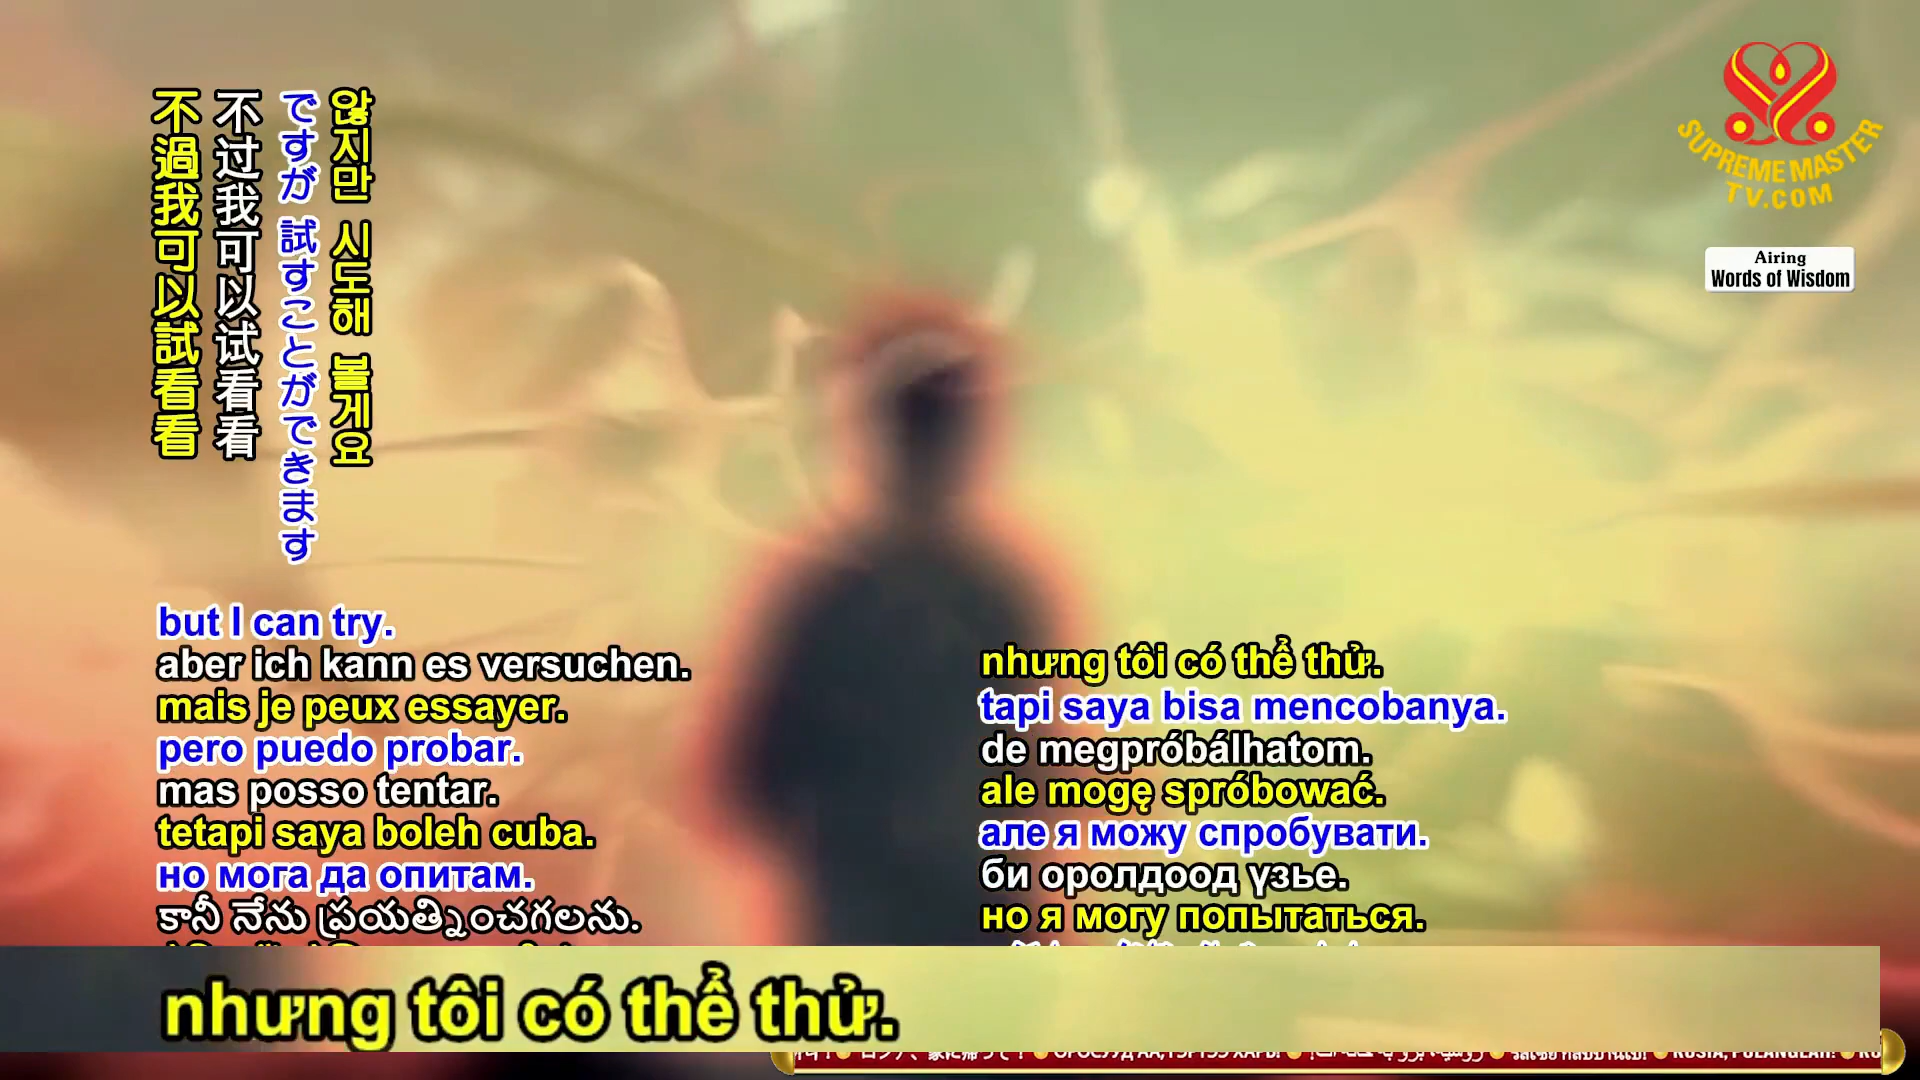 不過我可以試看看
不过我可以试看看
ですが 試すことができます
않지만 시도해 볼게요
SUPREME MASTER
TV.COM
Airing
Words of Wisdom
but I can try.
aber ich kann es versuchen.
mais je peux essayer.
pero puedo probar.
mas posso tentar.
tetapi saya boleh cuba.
но мога да опитам.
కానీ నేను ప్రయత్నించగలను.
nhưng tôi có thể thử.
tapi saya bisa mencobanya.
de megpróbálhatom.
ale mogę spróbować.
але я можу спробувати.
би оролдоод үзье.
но я могу попытаться.
nhưng tôi có thể thử.